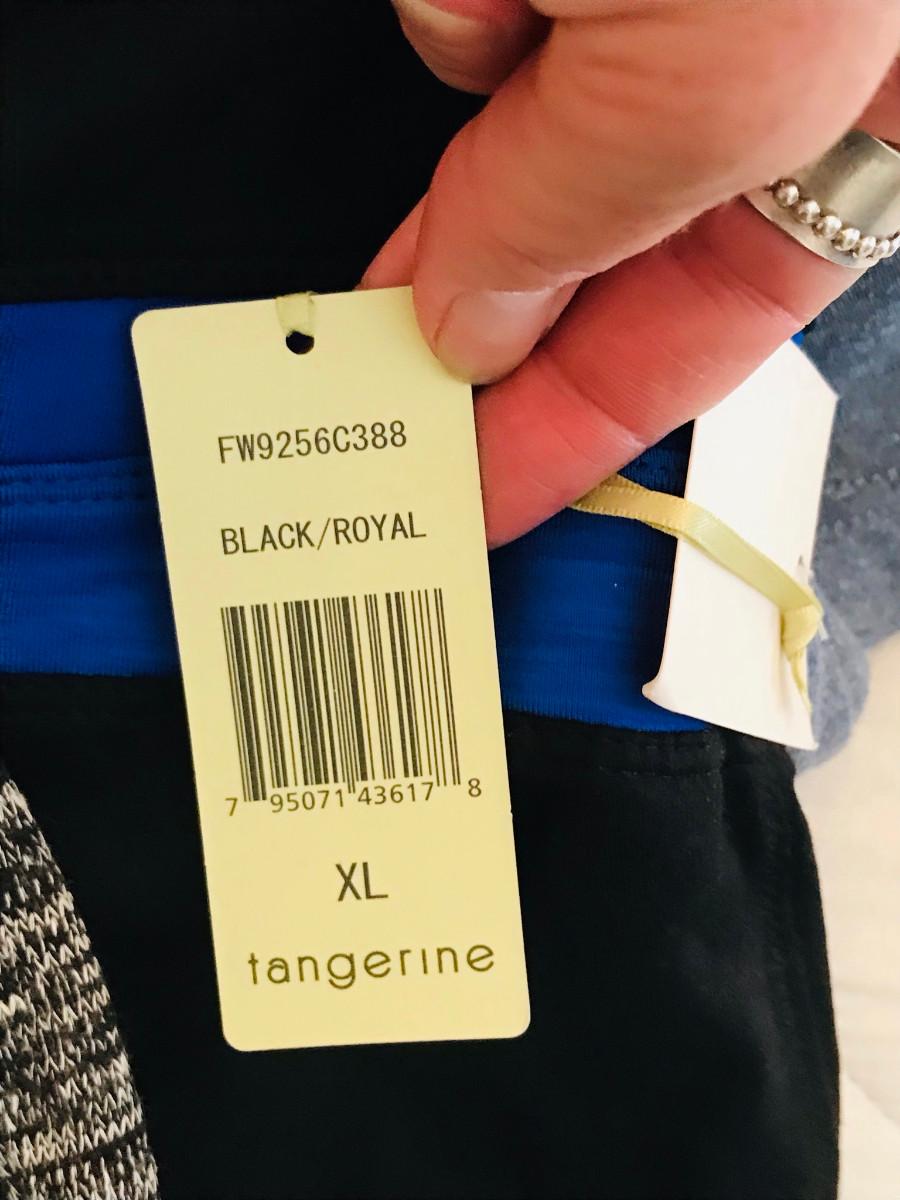 FW9256C388
BLACK/ROYAL
7 95071 43617 8
XL
tangerine